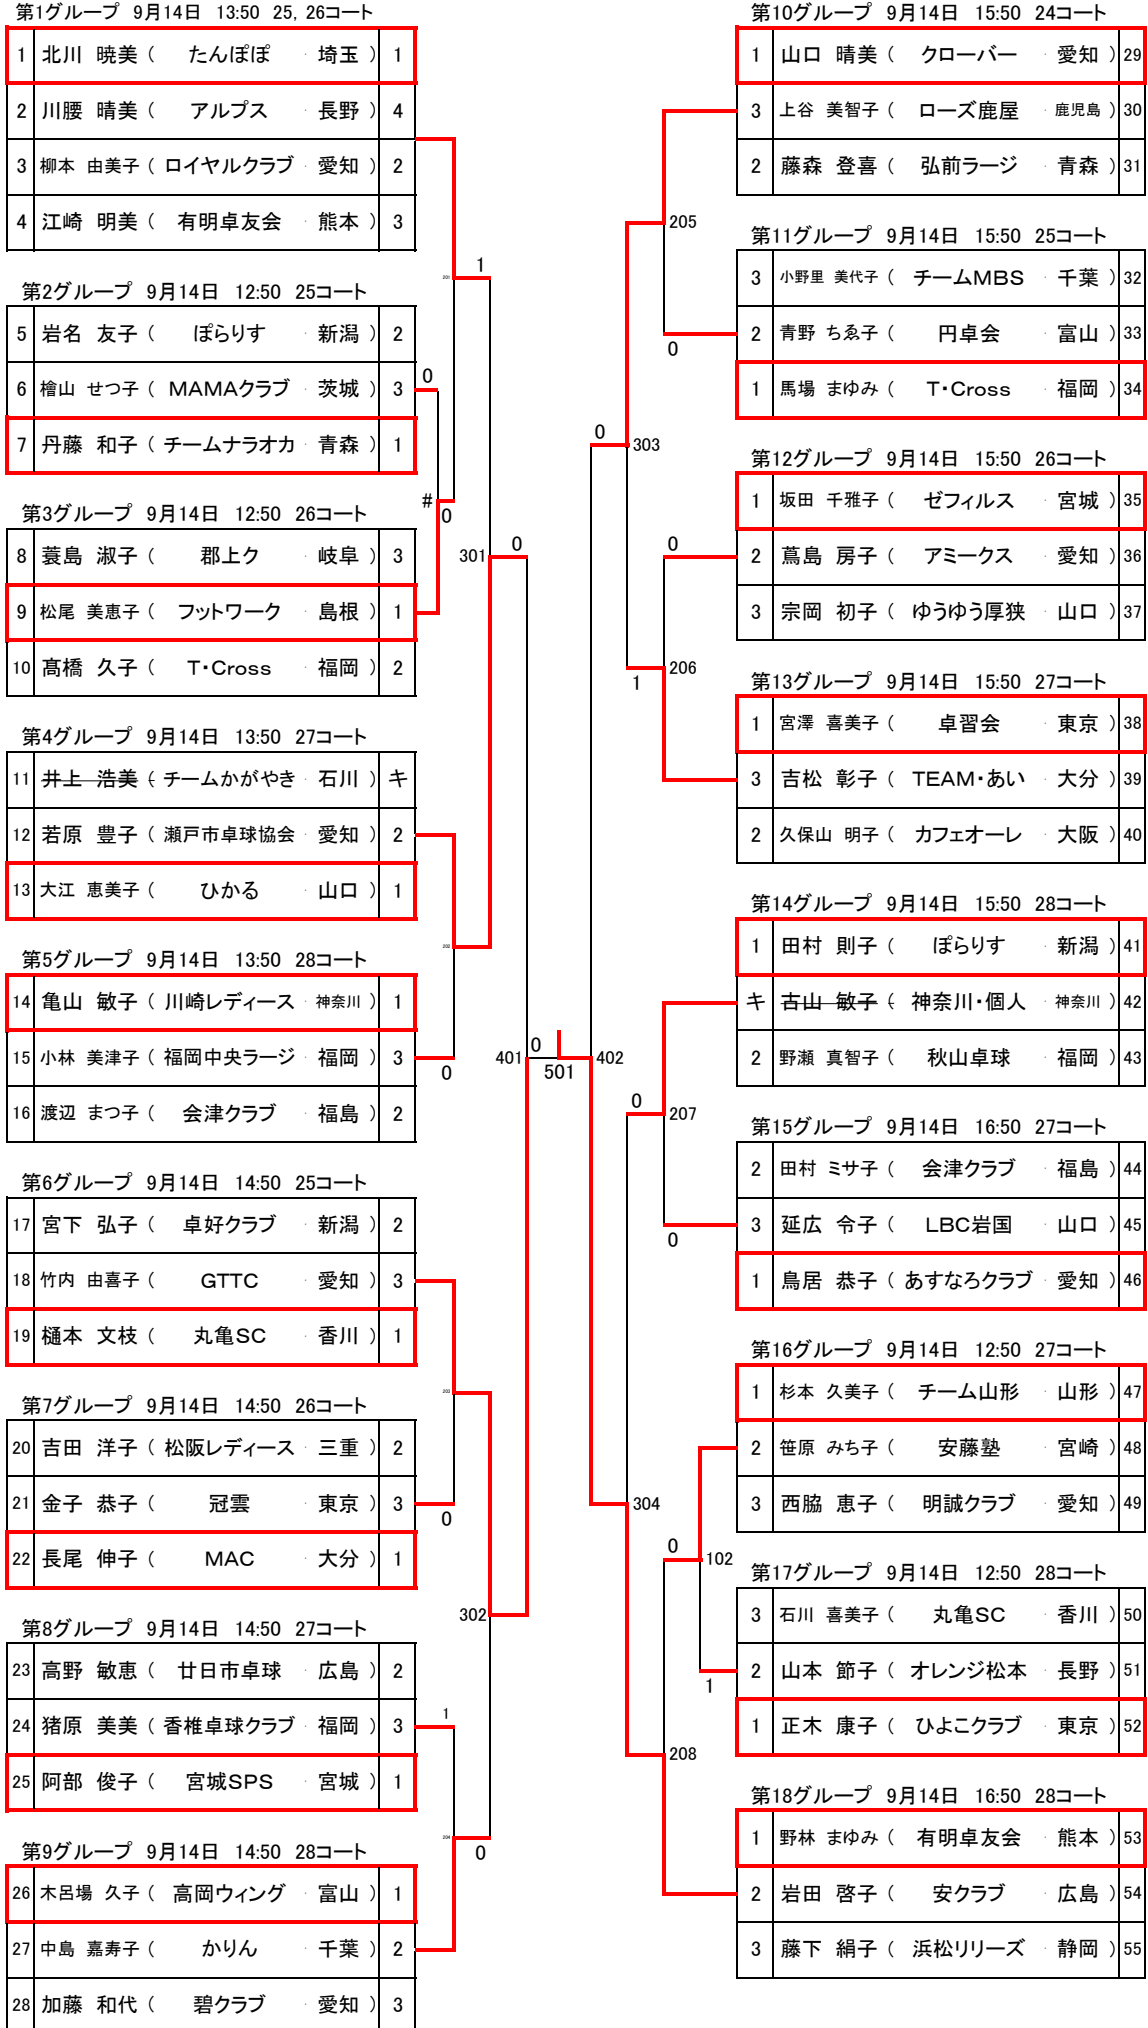 第1グループ 9月14日 13:50 25, 26コート
1 北川 暁美 ( たんぽぽ ・ 埼玉 ) 1
2 川腰 晴美 ( アルプス ・ 長野 ) 4
3 柳本 由美子 ( ロイヤルクラブ ・ 愛知 ) 2
4 江崎 明美 ( 有明卓友会 ・ 熊本 ) 3
1
第2グループ 9月14日 12:50 25コート
5 岩名 友子 ( ぽらりす ・ 新潟 ) 2
6 檜山 せつ子 ( MAMAクラブ ・ 茨城 ) 3
0
7 丹藤 和子 ( チームナラオカ ・ 青森 ) 1
#
0
第3グループ 9月14日 12:50 26コート
8 蓑島 淑子 ( 郡上ク ・ 岐阜 ) 3
301
0
9 松尾 美恵子 ( フットワーク ・ 島根 ) 1
10 髙橋 久子 ( T・Cross ・ 福岡 ) 2
第4グループ 9月14日 13:50 27コート
11 井上 浩美 ( チームかがやき ・ 石川 ) キ
12 若原 豊子 ( 瀬戸市卓球協会 ・ 愛知 ) 2
13 大江 恵美子 ( ひかる ・ 山口 ) 1
第5グループ 9月14日 13:50 28コート
14 亀山 敏子 ( 川崎レディース ・ 神奈川 ) 1
15 小林 美津子 ( 福岡中央ラージ ・ 福岡 ) 3
0
16 渡辺 まつ子 ( 会津クラブ ・ 福島 ) 2
401
0
501
402
第6グループ 9月14日 14:50 25コート
17 宮下 弘子 ( 卓好クラブ ・ 新潟 ) 2
18 竹内 由喜子 ( GTTC ・ 愛知 ) 3
19 樋本 文枝 ( 丸亀SC ・ 香川 ) 1
第7グループ 9月14日 14:50 26コート
20 吉田 洋子 ( 松阪レディース ・ 三重 ) 2
21 金子 恭子 ( 冠雲 ・ 東京 ) 3
0
22 長尾 伸子 ( MAC ・ 大分 ) 1
302
第8グループ 9月14日 14:50 27コート
23 高野 敏恵 ( 廿日市卓球 ・ 広島 ) 2
24 猪原 美美 ( 香椎卓球クラブ ・ 福岡 ) 3
1
25 阿部 俊子 ( 宮城SPS ・ 宮城 ) 1
0
第9グループ 9月14日 14:50 28コート
26 木呂場 久子 ( 高岡ウィング ・ 富山 ) 1
27 中島 嘉寿子 ( かりん ・ 千葉 ) 2
28 加藤 和代 ( 碧クラブ ・ 愛知 ) 3
第10グループ 9月14日 15:50 24コート
1 山口 晴美 ( クローバー ・ 愛知 ) 29
3 上谷 美智子 ( ローズ鹿屋 ・ 鹿児島 ) 30
2 藤森 登喜 ( 弘前ラージ ・ 青森 ) 31
205
第11グループ 9月14日 15:50 25コート
3 小野里 美代子 ( チームMBS ・ 千葉 ) 32
2 青野 ちゑ子 ( 円卓会 ・ 富山 ) 33
0
1 馬場 まゆみ ( T・Cross ・ 福岡 ) 34
0
303
第12グループ 9月14日 15:50 26コート
1 坂田 千雅子 ( ゼフィルス ・ 宮城 ) 35
0
2 蔦島 房子 ( アミークス ・ 愛知 ) 36
3 宗岡 初子 ( ゆうゆう厚狭 ・ 山口 ) 37
206
1
第13グループ 9月14日 15:50 27コート
1 宮澤 喜美子 ( 卓習会 ・ 東京 ) 38
3 吉松 彰子 ( TEAM・あい ・ 大分 ) 39
2 久保山 明子 ( カフェオーレ ・ 大阪 ) 40
第14グループ 9月14日 15:50 28コート
1 田村 則子 ( ぽらりす ・ 新潟 ) 41
キ 古山 敏子 ( 神奈川・個人 ・ 神奈川 ) 42
2 野瀬 真智子 ( 秋山卓球 ・ 福岡 ) 43
0
207
第15グループ 9月14日 16:50 27コート
2 田村 ミサ子 ( 会津クラブ ・ 福島 ) 44
3 延広 令子 ( LBC岩国 ・ 山口 ) 45
0
1 鳥居 恭子 ( あすなろクラブ ・ 愛知 ) 46
第16グループ 9月14日 12:50 27コート
1 杉本 久美子 ( チーム山形 ・ 山形 ) 47
2 笹原 みち子 ( 安藤塾 ・ 宮崎 ) 48
3 西脇 恵子 ( 明誠クラブ ・ 愛知 ) 49
304
0
102
第17グループ 9月14日 12:50 28コート
3 石川 喜美子 ( 丸亀SC ・ 香川 ) 50
2 山本 節子 ( オレンジ松本 ・ 長野 ) 51
1
1 正木 康子 ( ひよこクラブ ・ 東京 ) 52
208
第18グループ 9月14日 16:50 28コート
1 野林 まゆみ ( 有明卓友会 ・ 熊本 ) 53
2 岩田 啓子 ( 安クラブ ・ 広島 ) 54
3 藤下 絹子 ( 浜松リリーズ ・ 静岡 ) 55